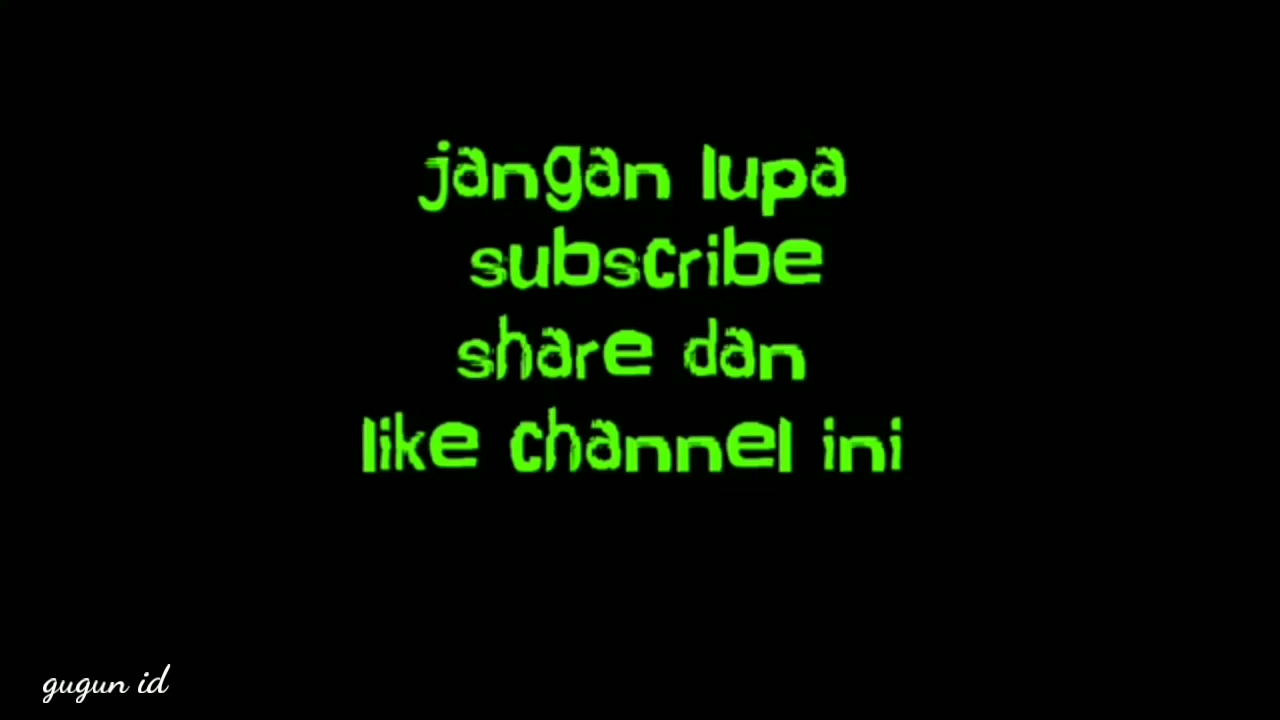 jangan lupa
subscribe
share dan
like channel ini
gugun id